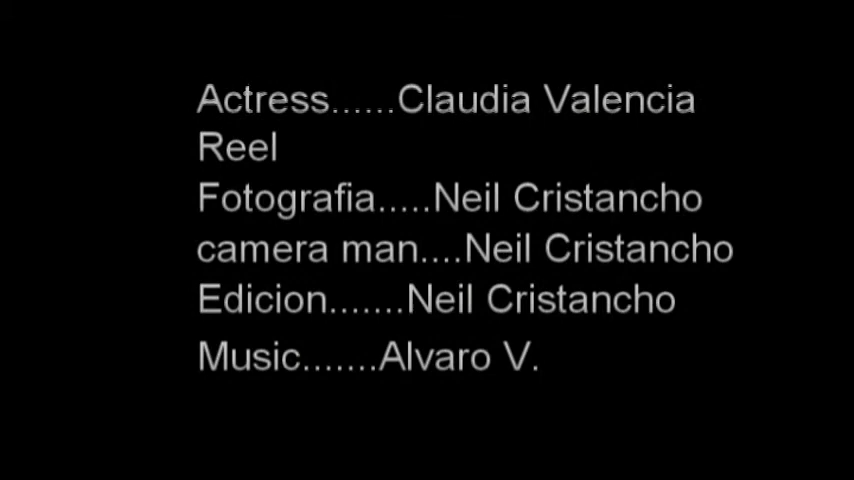 Actress......Claudia Valencia
Reel
Fotografia.....Neil Cristancho
camera man....Neil Cristancho
Edicion.......Neil Cristancho
Music.......Alvaro V.